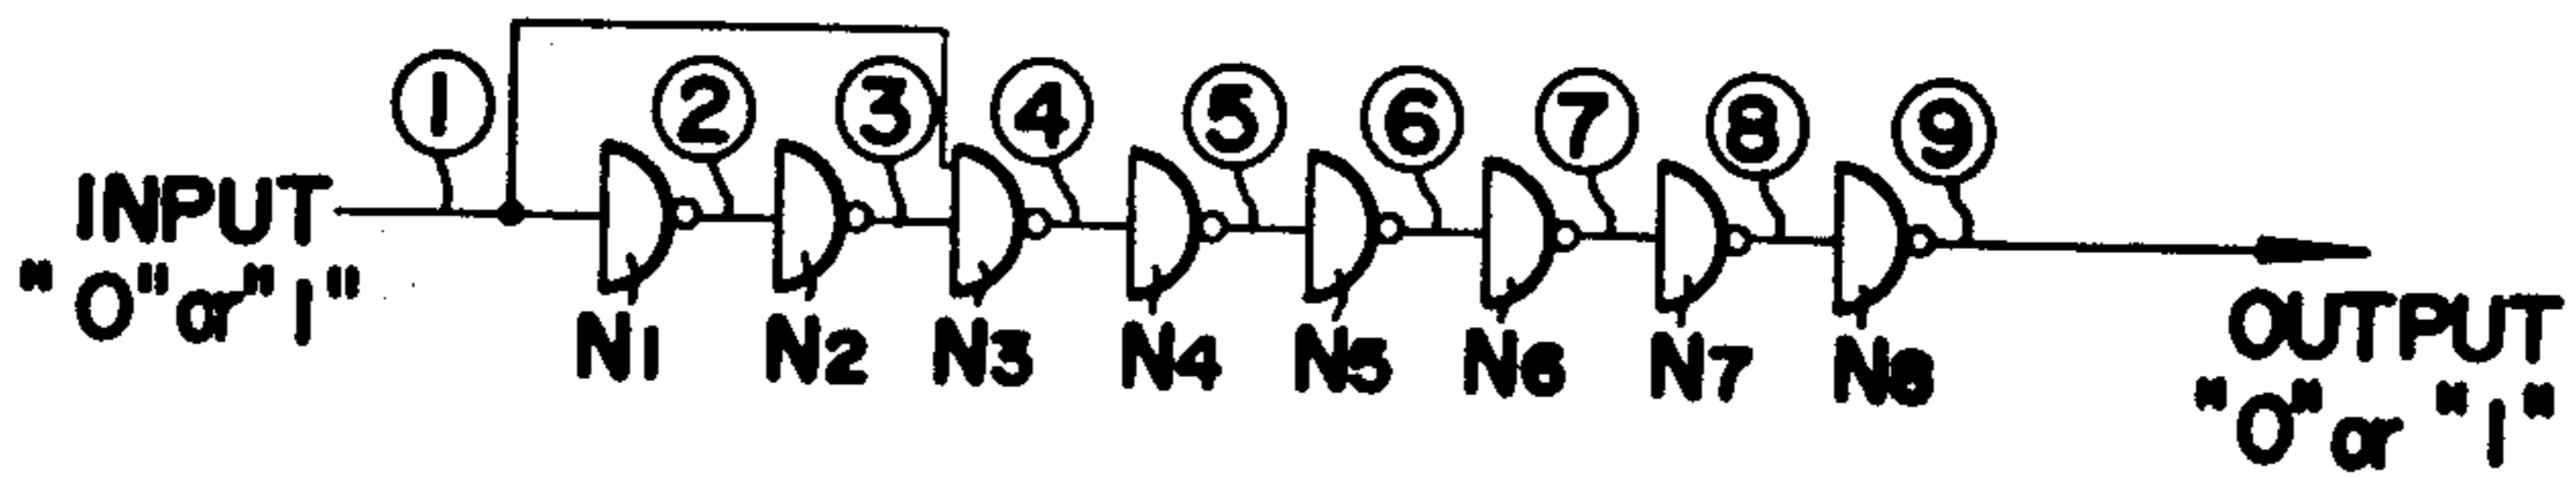 1 2 3 4 5 6 7 8 9
INPUT
"0" or "1"
N1 N2 N3 N4 N5 N6 N7 N8
OUTPUT
"0" or "1"